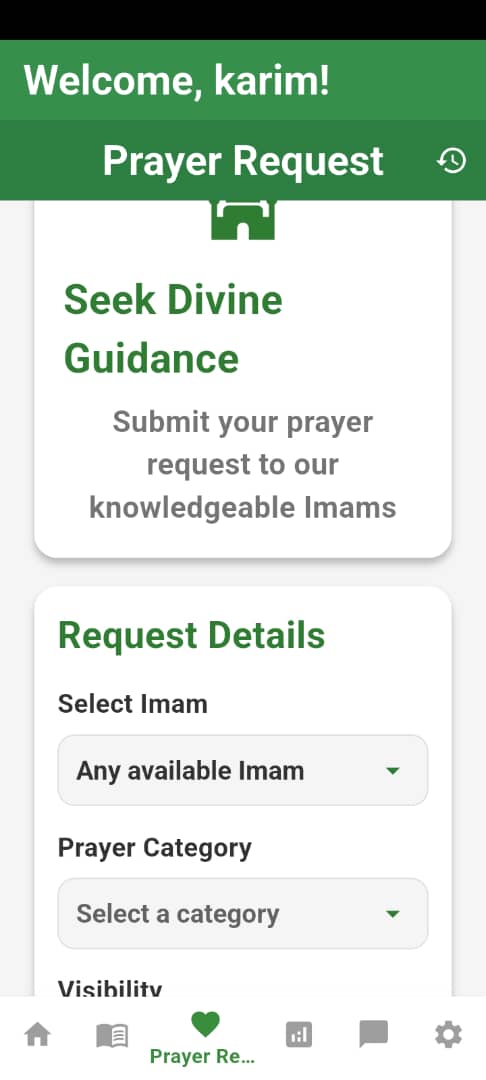 Welcome, karim!
Prayer Request
Seek Divine
Guidance
Submit your prayer
request to our
knowledgeable Imams
Request Details
Select Imam
Any available Imam
Prayer Category
Select a category
Visibility
Prayer Re...